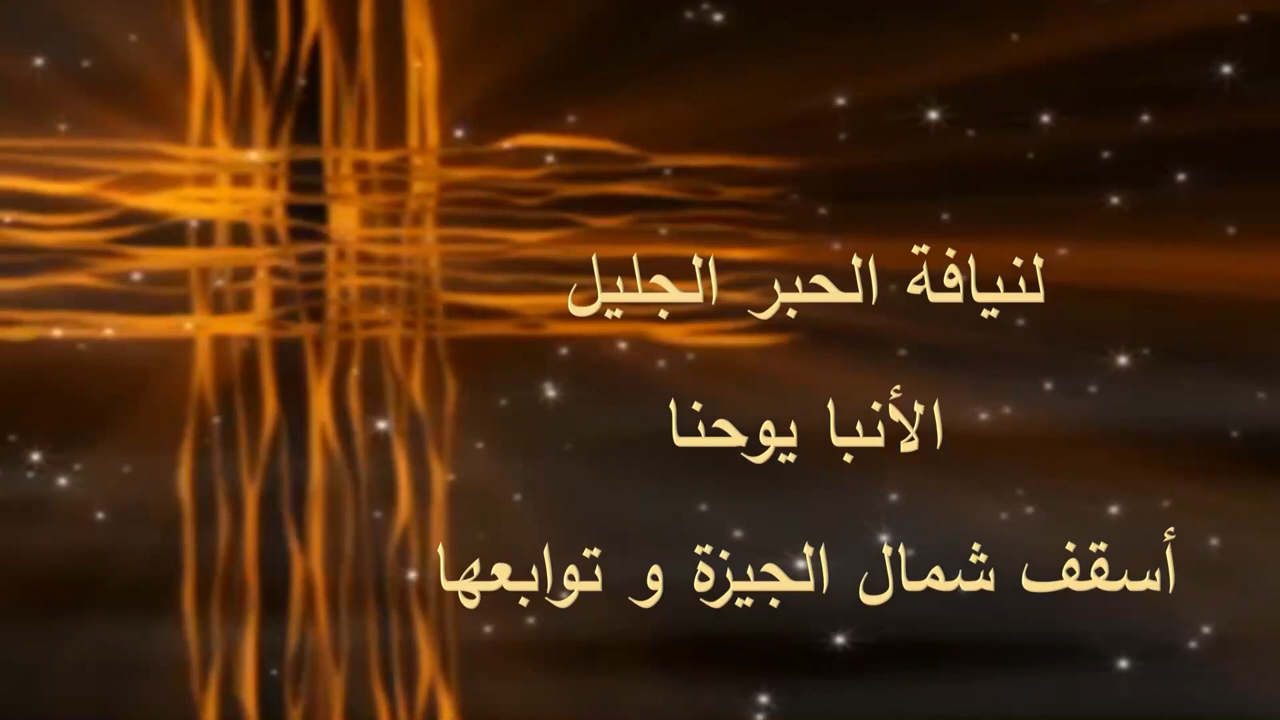 لنيافة الحبر الجليل
الأنبا يوحنا
أسقف شمال الجيزة و توابعها